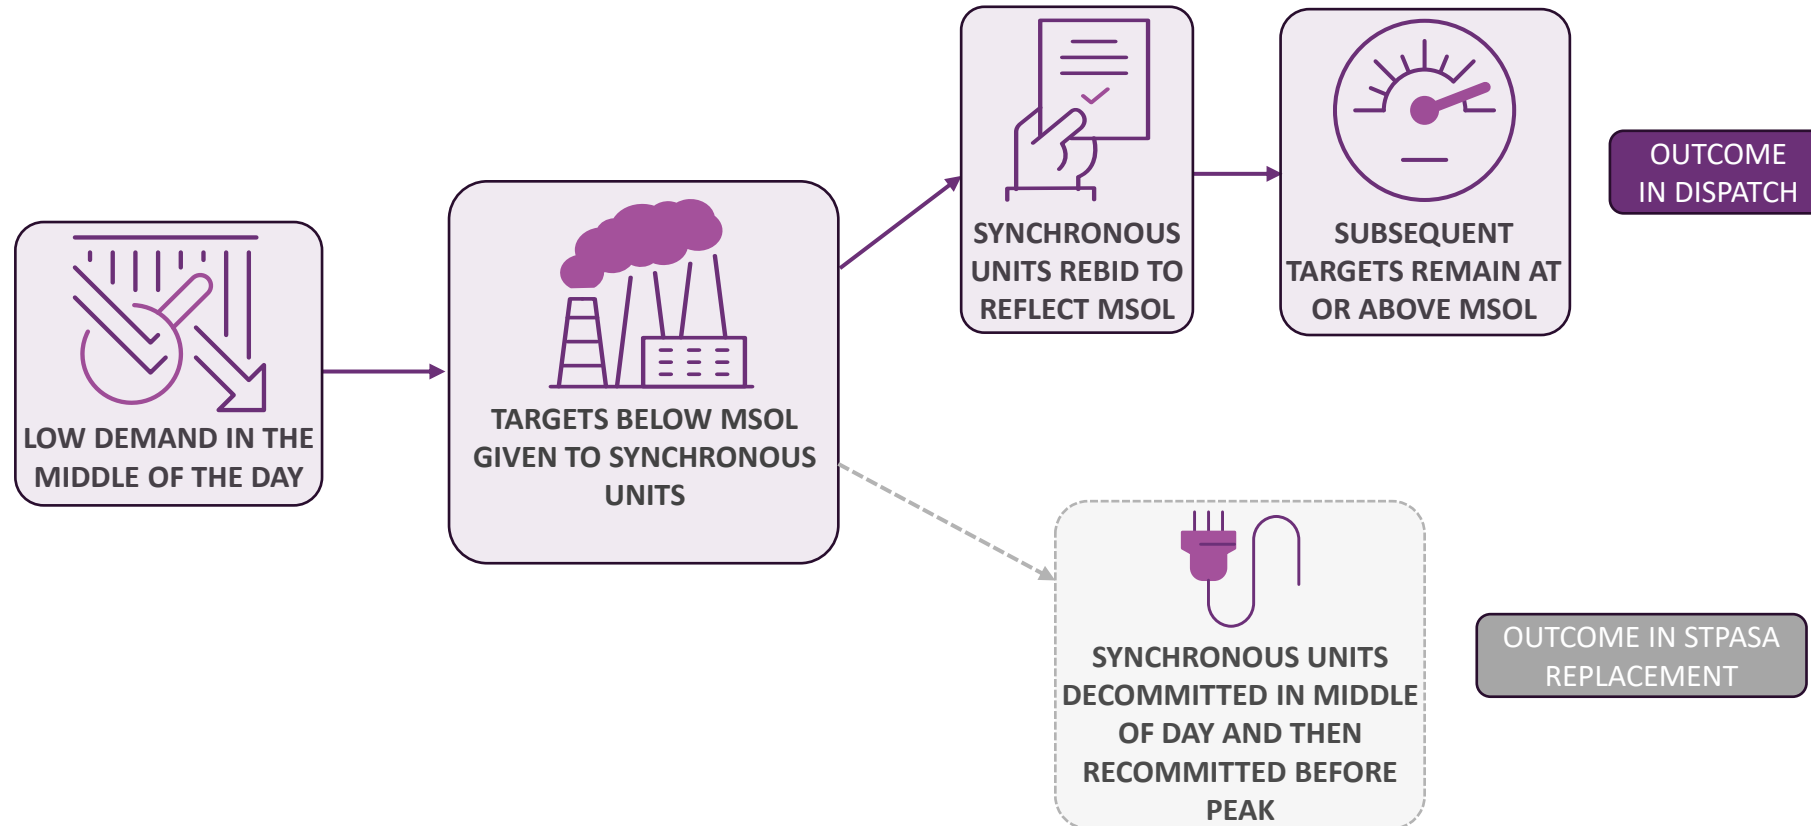 LOW DEMAND IN THE
MIDDLE OF THE DAY
TARGETS BELOW MSOL
GIVEN TO SYNCHRONOUS
UNITS
SYNCHRONOUS
UNITS REBID TO
REFLECT MSOL
SUBSEQUENT
TARGETS REMAIN AT
OR ABOVE MSOL
OUTCOME
IN DISPATCH
SYNCHRONOUS UNITS
DECOMMITTED IN MIDDLE
OF DAY AND THEN
RECOMMITTED BEFORE
PEAK
OUTCOME IN STPASA
REPLACEMENT